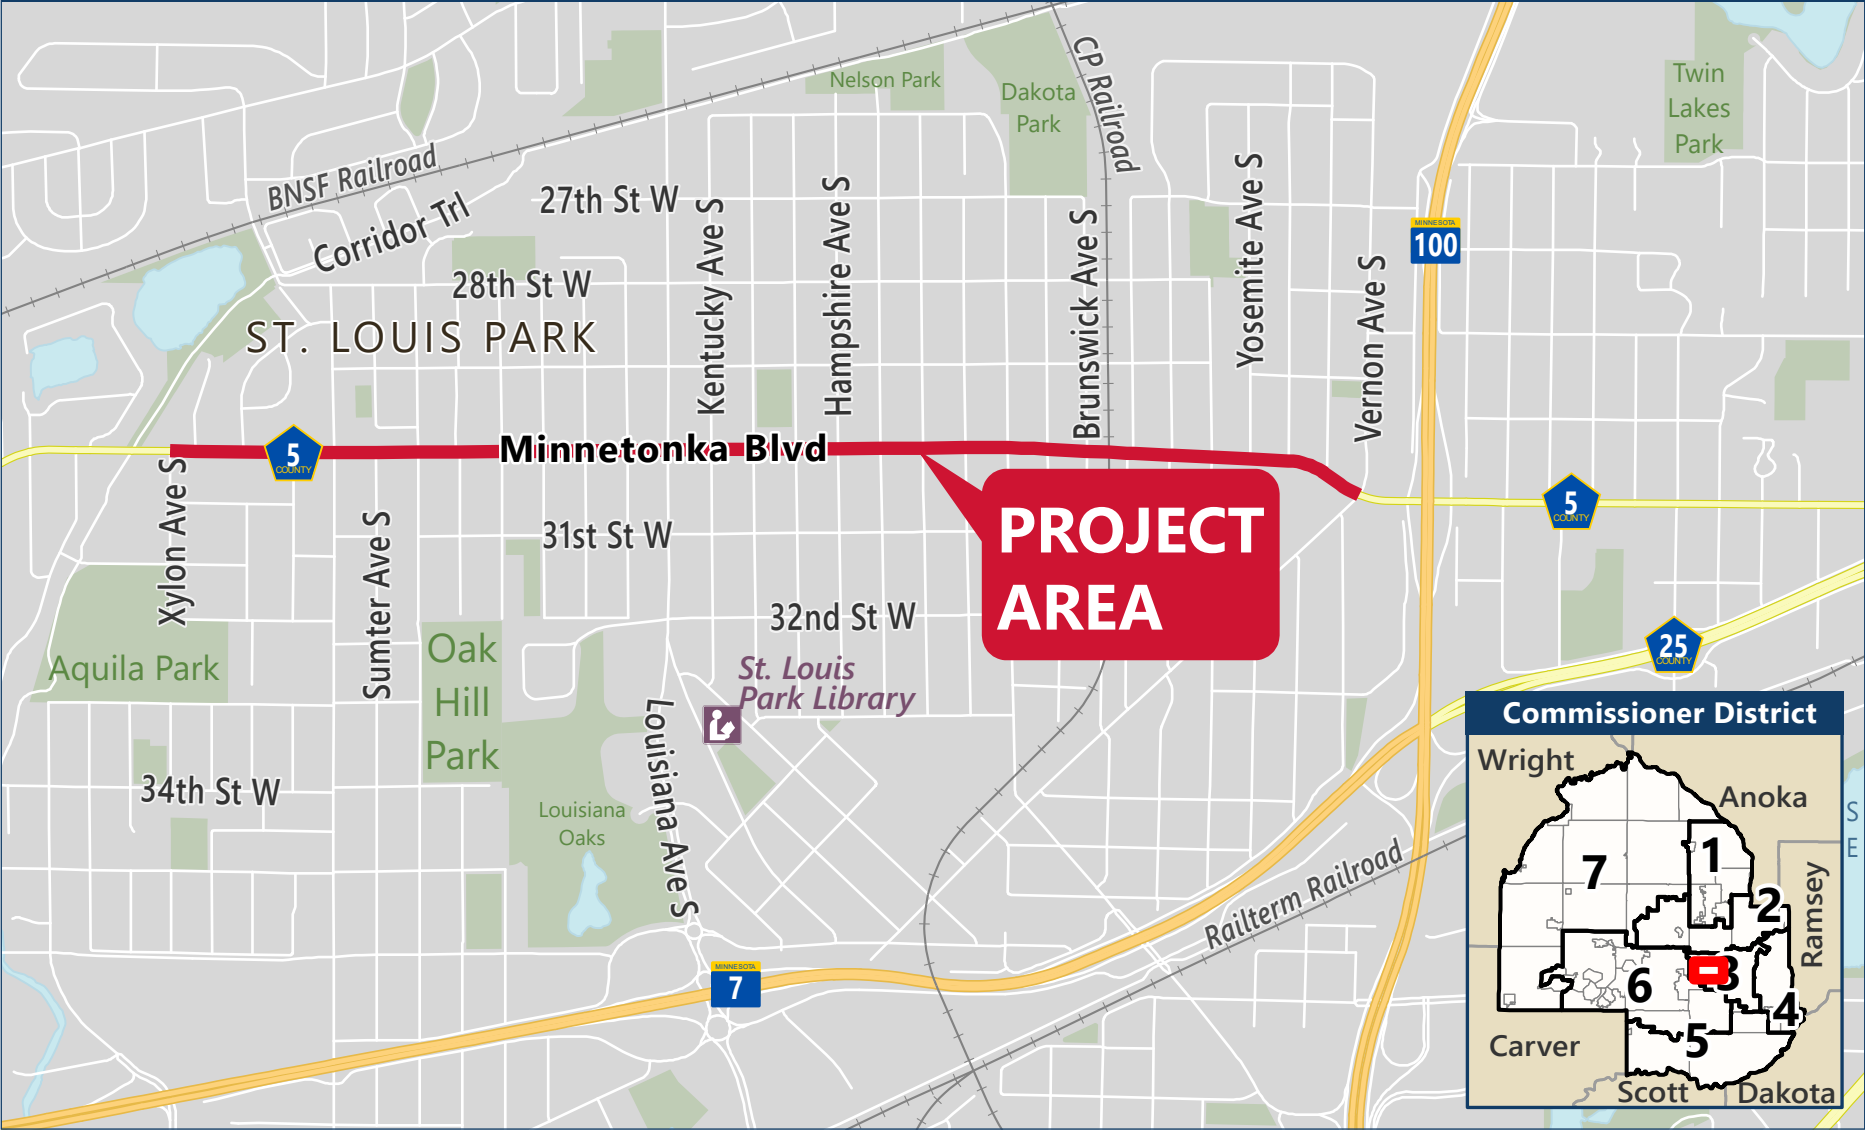 Nelson Park
Dakota
Park
CP Railroad
Twin
Lakes
Park
BNSF Railroad
Corridor Trl
27th St W
Kentucky Ave S
Hampshire Ave S
Brunswick Ave S
Yosemite Ave S
Vernon Ave S
MINNESOTA
100
28th St W
ST. LOUIS PARK
5
COUNTY
Minnetonka Blvd
PROJECT
AREA
5
COUNTY
Xylon Ave S
Sumter Ave S
31st St W
32nd St W
Aquila Park
Oak
Hill
Park
St. Louis
Park Library
Louisiana Ave S
25
COUNTY
34th St W
Louisiana
Oaks
Railterm Railroad
MINNESOTA
7
Commissioner District
Wright
Anoka
S
E
7
1
2
Ramsey
6
3
4
5
Carver
Scott
Dakota